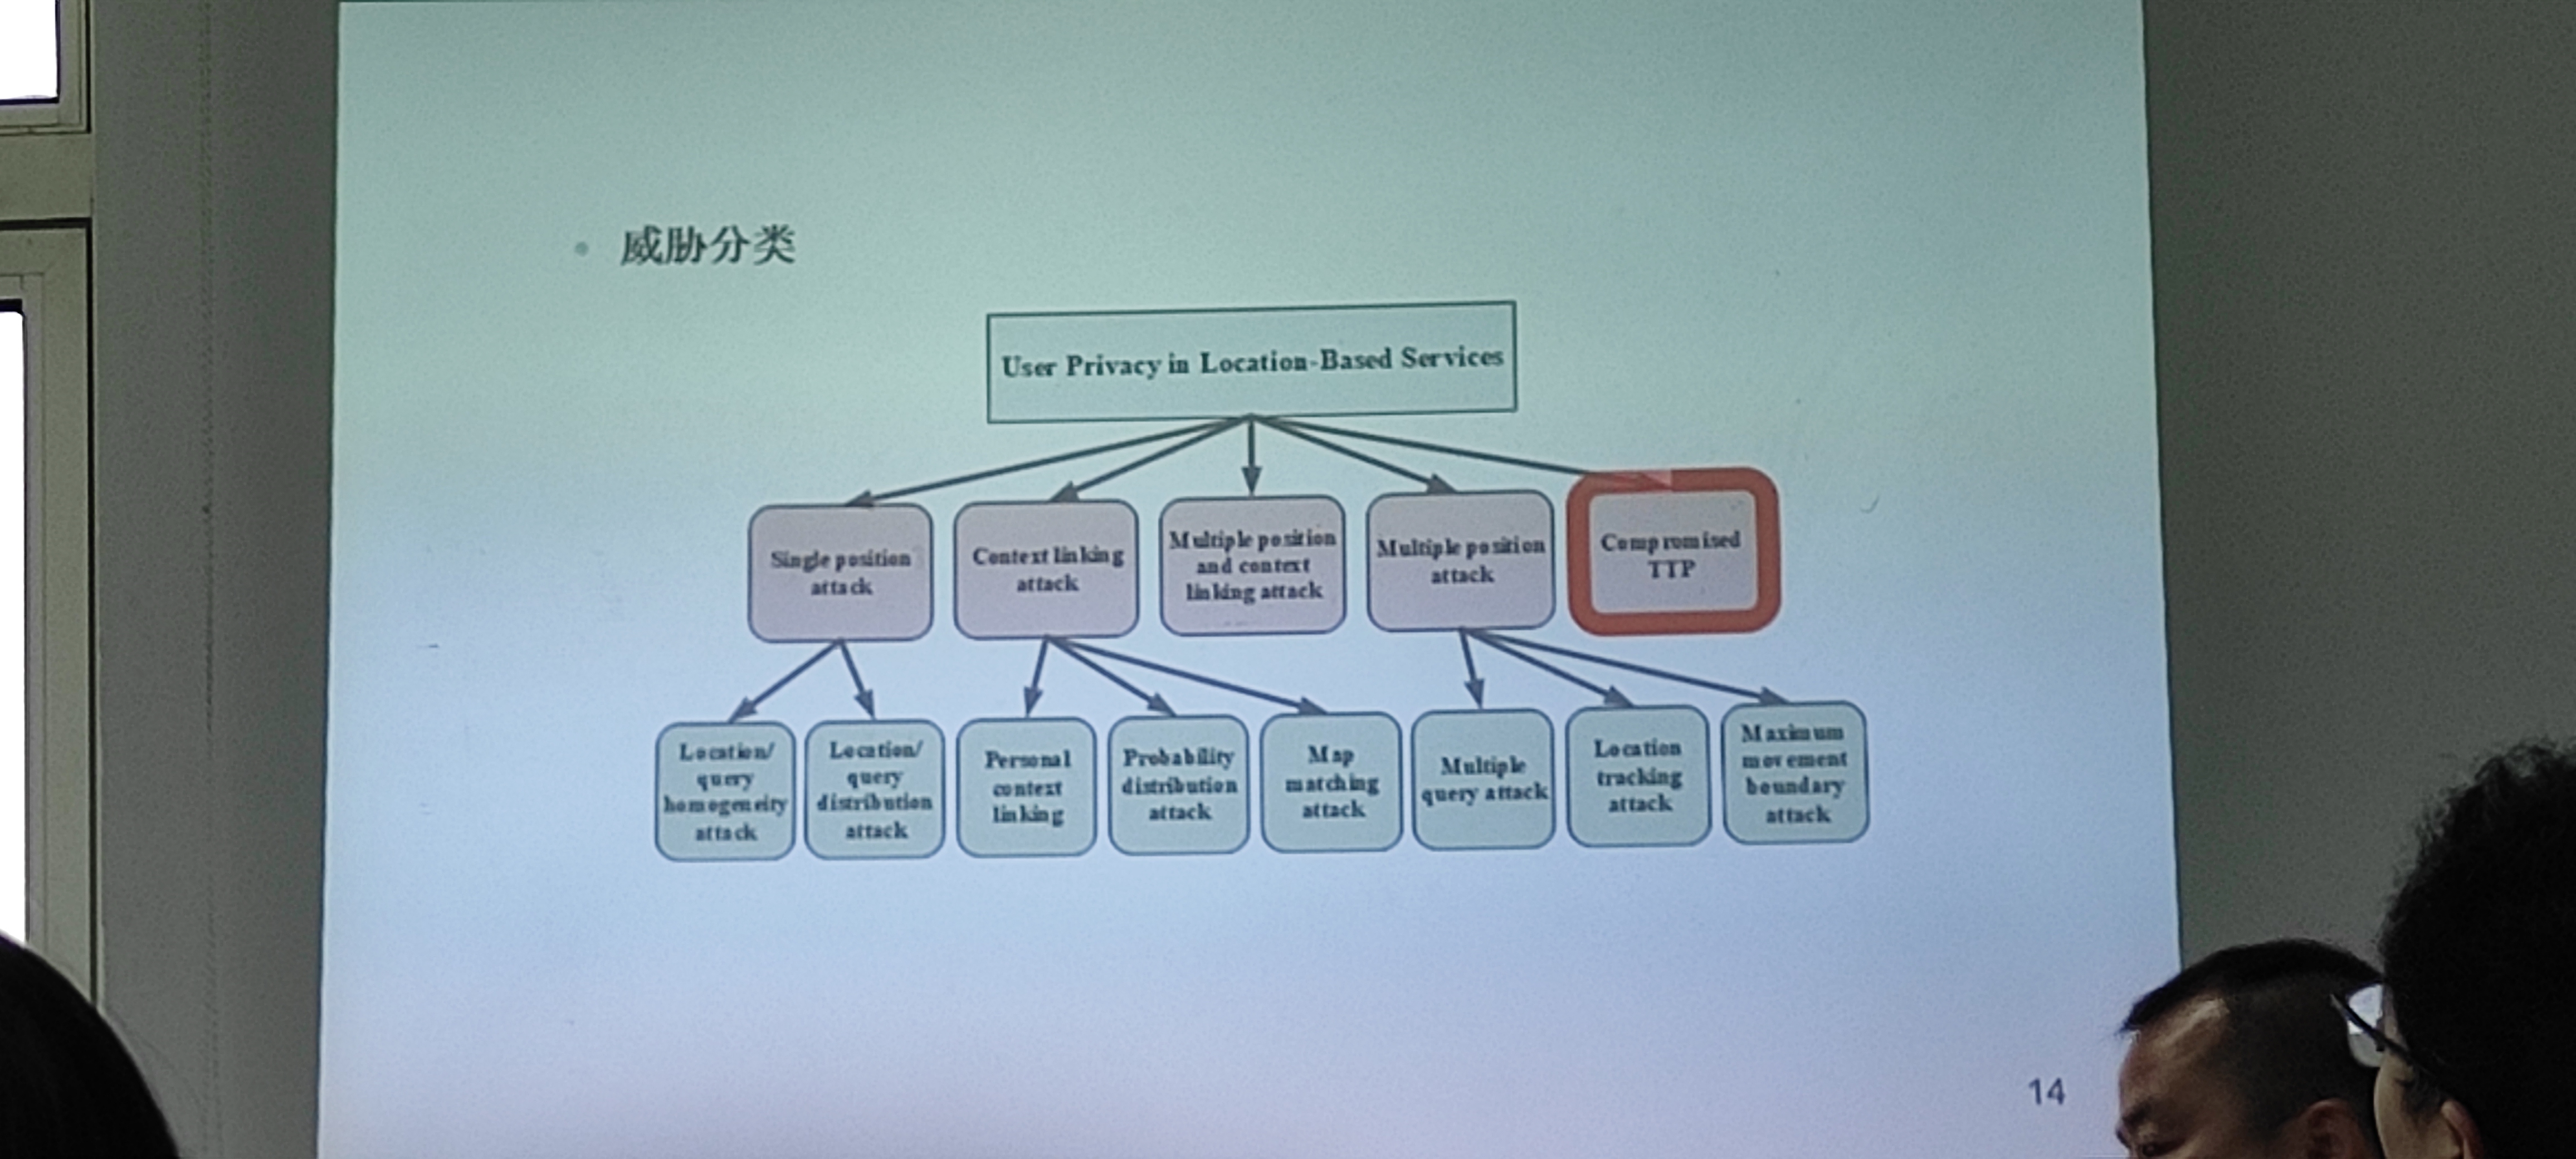 • 威胁分类
User Privacy in Location-Based Services
Single position
attack
Context linking
attack
Multiple position
and context
linking attack
Multiple position
attack
Compromised
TTP
Location/
query
homogeneity
attack
Location/
query
distribution
attack
Personal
context
linking
Probability
distribution
attack
Map
matching
attack
Multiple
query attack
Location
tracking
attack
Maximum
movement
boundary
attack
14